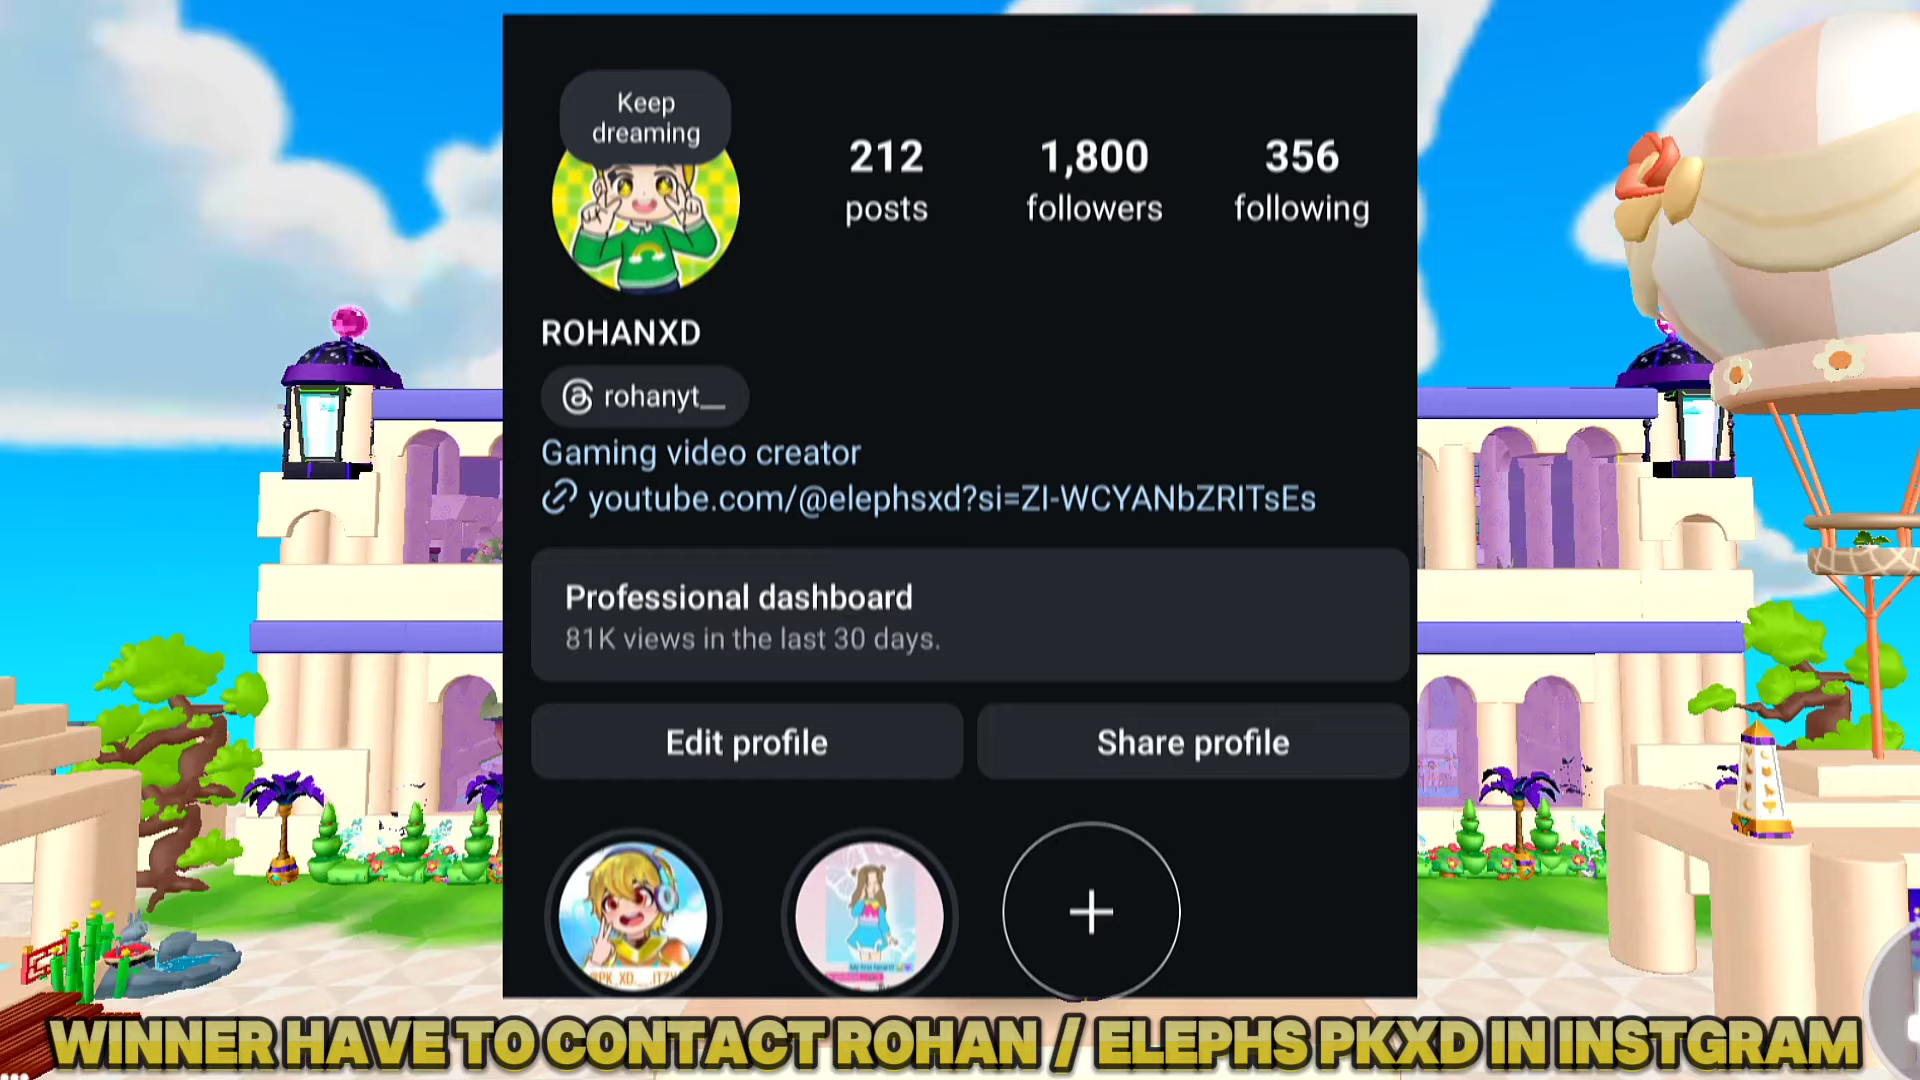 Keep
dreaming
212
posts
1,800
followers
356
following
ROHANXD
rohanyt__
Gaming video creator
youtube.com/@elephsxd?si=ZI-WCYANbZRITsEs
Professional dashboard
81K views in the last 30 days.
Edit profile
Share profile
WINNER HAVE TO CONTACT ROHAN / ELEPHS PKXD IN INSTGRAM